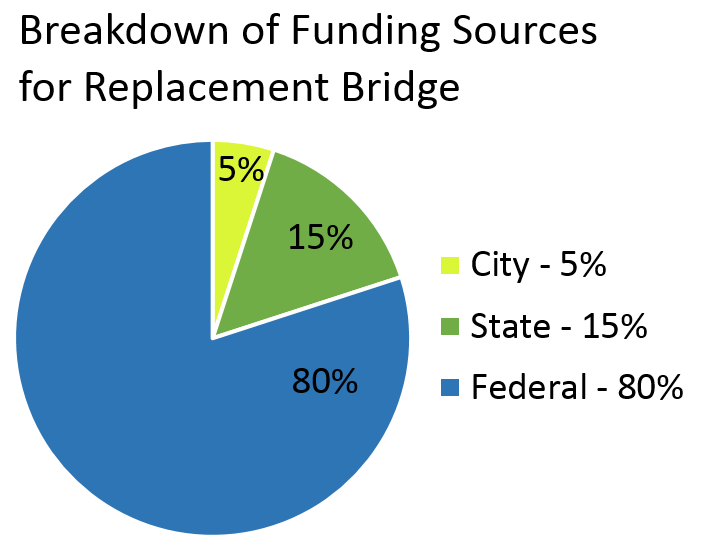 Breakdown of Funding Sources
for Replacement Bridge
5%
15%
80%
City - 5%
State - 15%
Federal - 80%